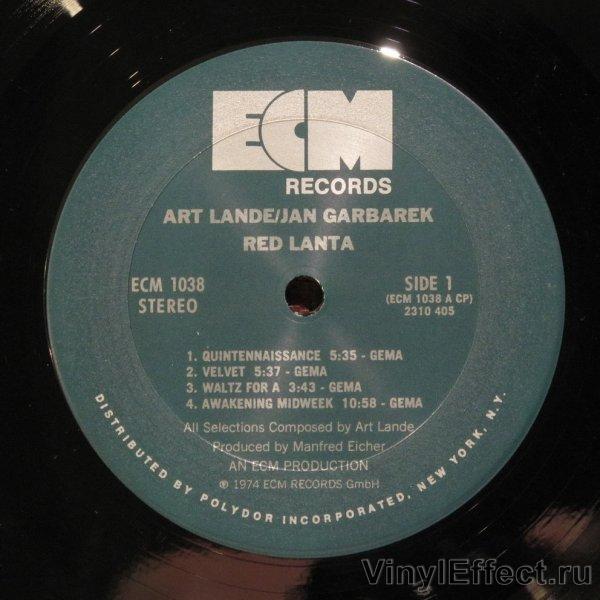 ECM
RECORDS
ART LANDE/JAN GARBAREK
RED LANTA
ECM 1038
STEREO
SIDE 1
(ECM 1038 A CP)
2310 405
1. QUINTENNAISSANCE 5:35 - GEMA
2. VELVET 5:37 - GEMA
3. WALTZ FOR A 3:43 - GEMA
4. AWAKENING MIDWEEK 10:58 - GEMA
All Selections Composed by Art Lande
Produced by Manfred Eicher
AN ECM PRODUCTION
℗ 1974 ECM RECORDS GmbH
DISTRIBUTED BY POLYDOR INCORPORATED, NEW YORK, N.Y.
VinylEffect.ru